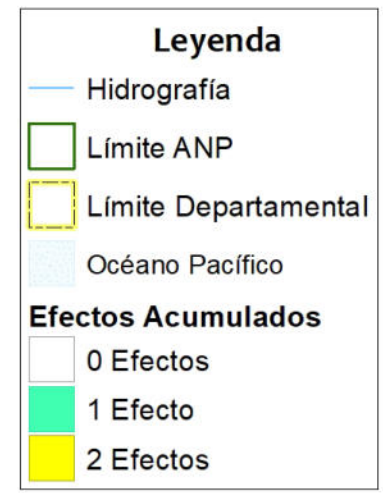 Leyenda
Hidrografía
Límite ANP
Límite Departamental
Océano Pacífico
Efectos Acumulados
0 Efectos
1 Efecto
2 Efectos